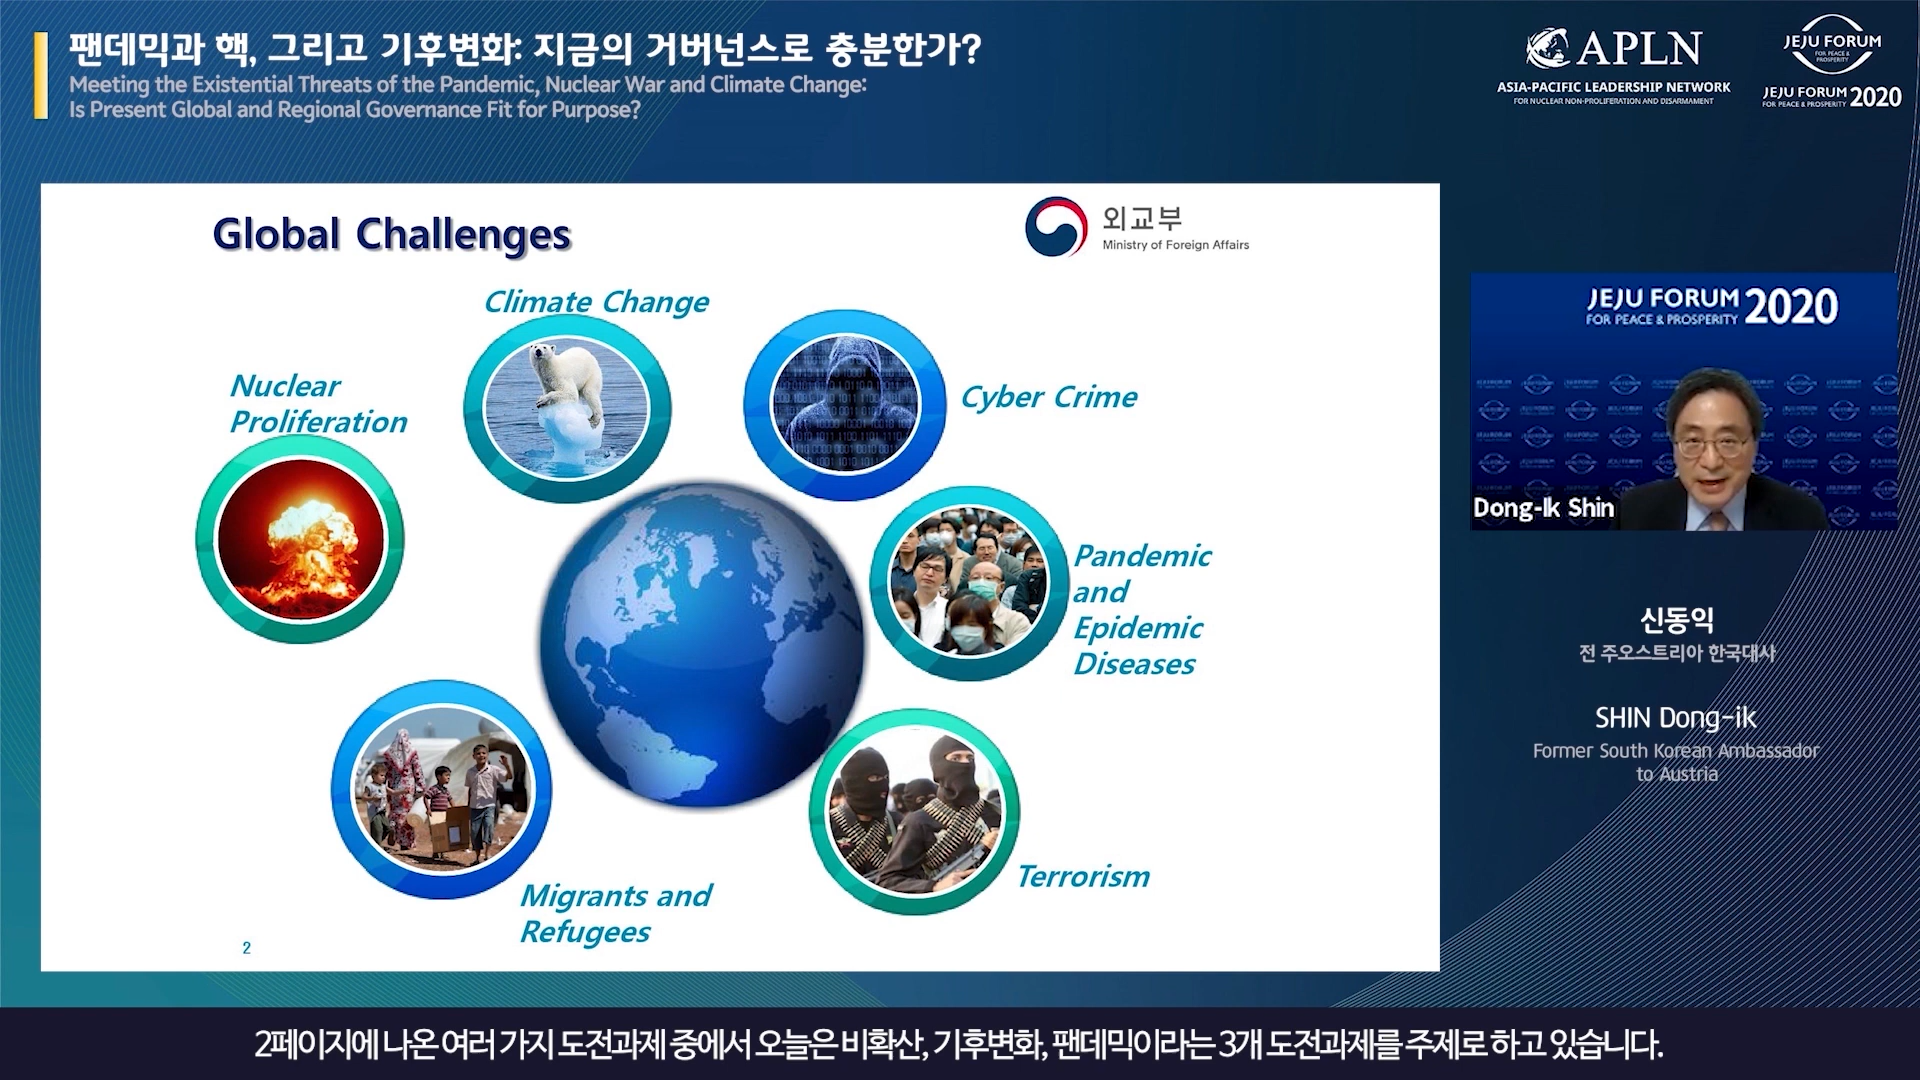 팬데믹과 핵, 그리고 기후변화: 지금의 거버넌스로 충분한가?
Meeting the Existential Threats of the Pandemic, Nuclear War and Climate Change:
Is Present Global and Regional Governance Fit for Purpose?
APLN
ASIA-PACIFIC LEADERSHIP NETWORK
FOR NUCLEAR NON-PROLIFERATION AND DISARMAMENT
JEJU FORUM
FOR PEACE &
PROSPERITY
JEJU FORUM
FOR PEACE & PROSPERITY 2020
Global Challenges
외교부
Ministry of Foreign Affairs
Climate Change
Nuclear
Proliferation
Cyber Crime
Pandemic
and
Epidemic
Diseases
Terrorism
Migrants and
Refugees
2
JEJU FORUM
FOR PEACE & PROSPERITY 2020
Dong-Ik Shin
신동익
전 주오스트리아 한국대사
SHIN Dong-ik
Former South Korean Ambassador
to Austria
2페이지에 나온 여러 가지 도전과제 중에서 오늘은 비확산, 기후변화, 팬데믹이라는 3개 도전과제를 주제로 하고 있습니다.